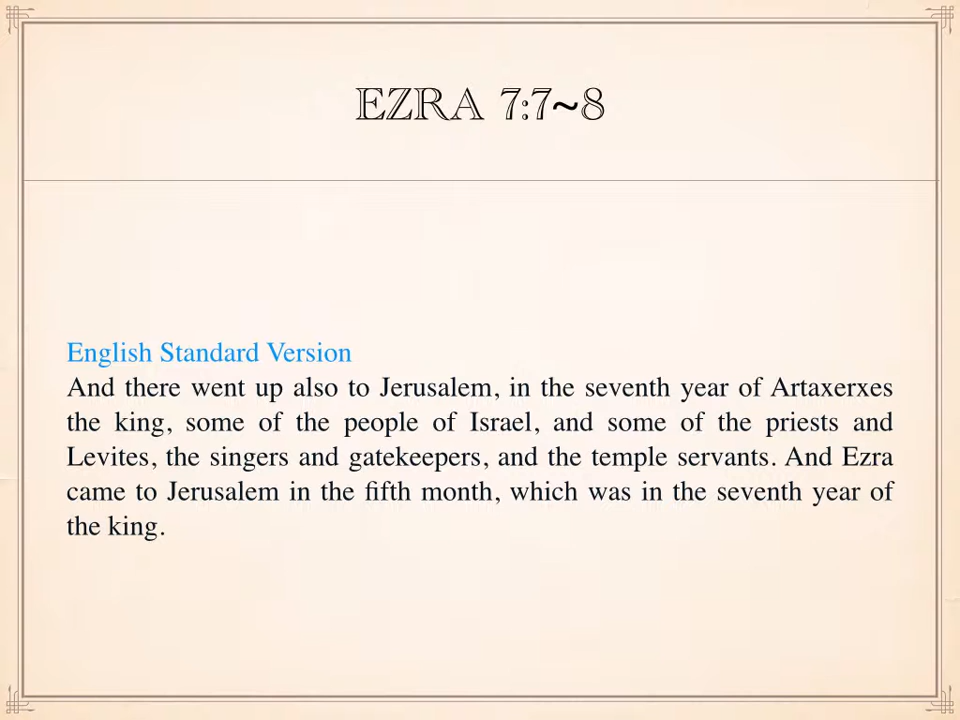 EZRA 7:7~8
English Standard Version
And there went up also to Jerusalem, in the seventh year of Artaxerxes
the king, some of the people of Israel, and some of the priests and
Levites, the singers and gatekeepers, and the temple servants. And Ezra
came to Jerusalem in the fifth month, which was in the seventh year of
the king.